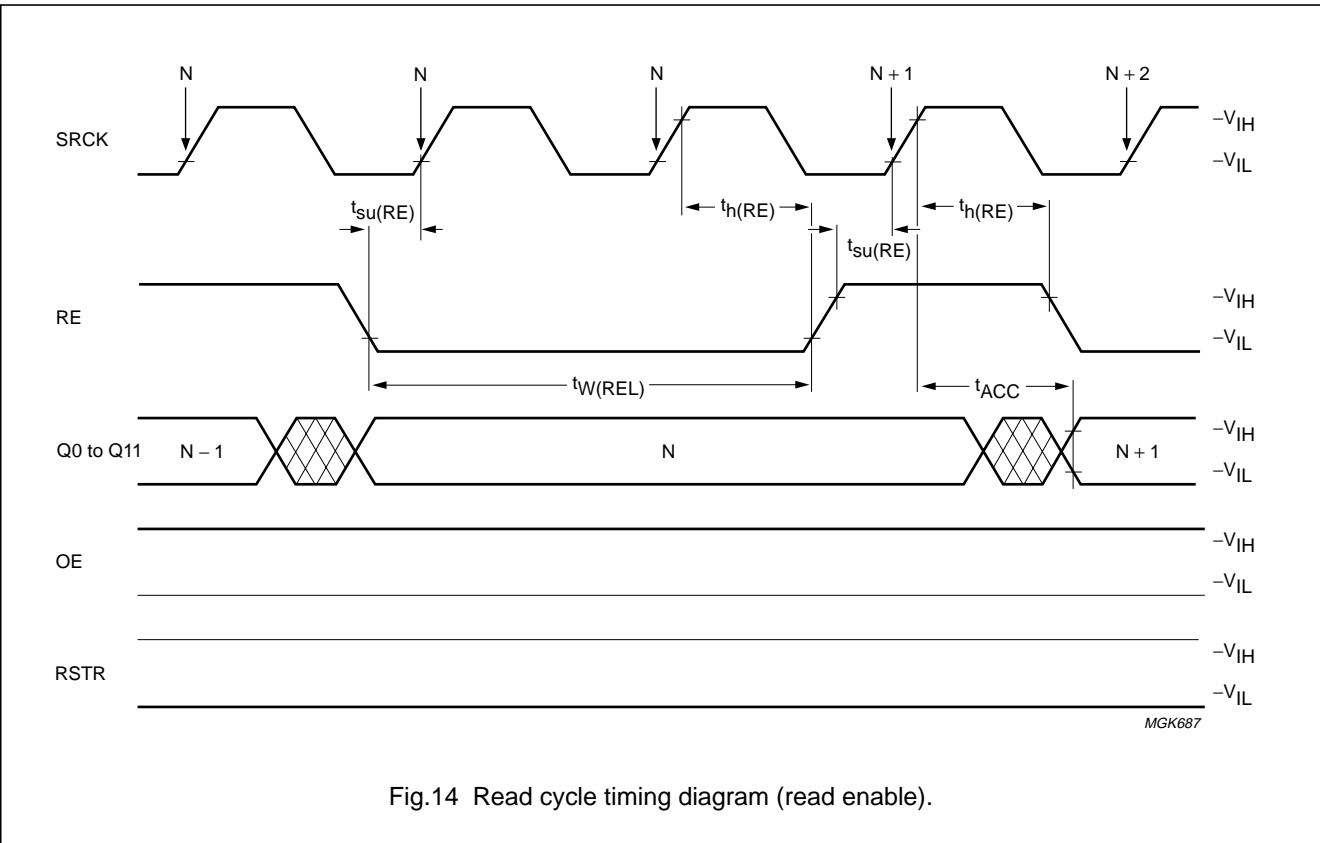 N N N N + 1 N + 2
SRCK –VIH
–VIL
tsu(RE) th(RE) th(RE)
tsu(RE)
RE –VIH
–VIL
tW(REL) tACC
Q0 to Q11 N – 1 N N + 1 –VIH
–VIL
OE –VIH
–VIL
RSTR –VIH
–VIL
MGK687
Fig.14 Read cycle timing diagram (read enable).